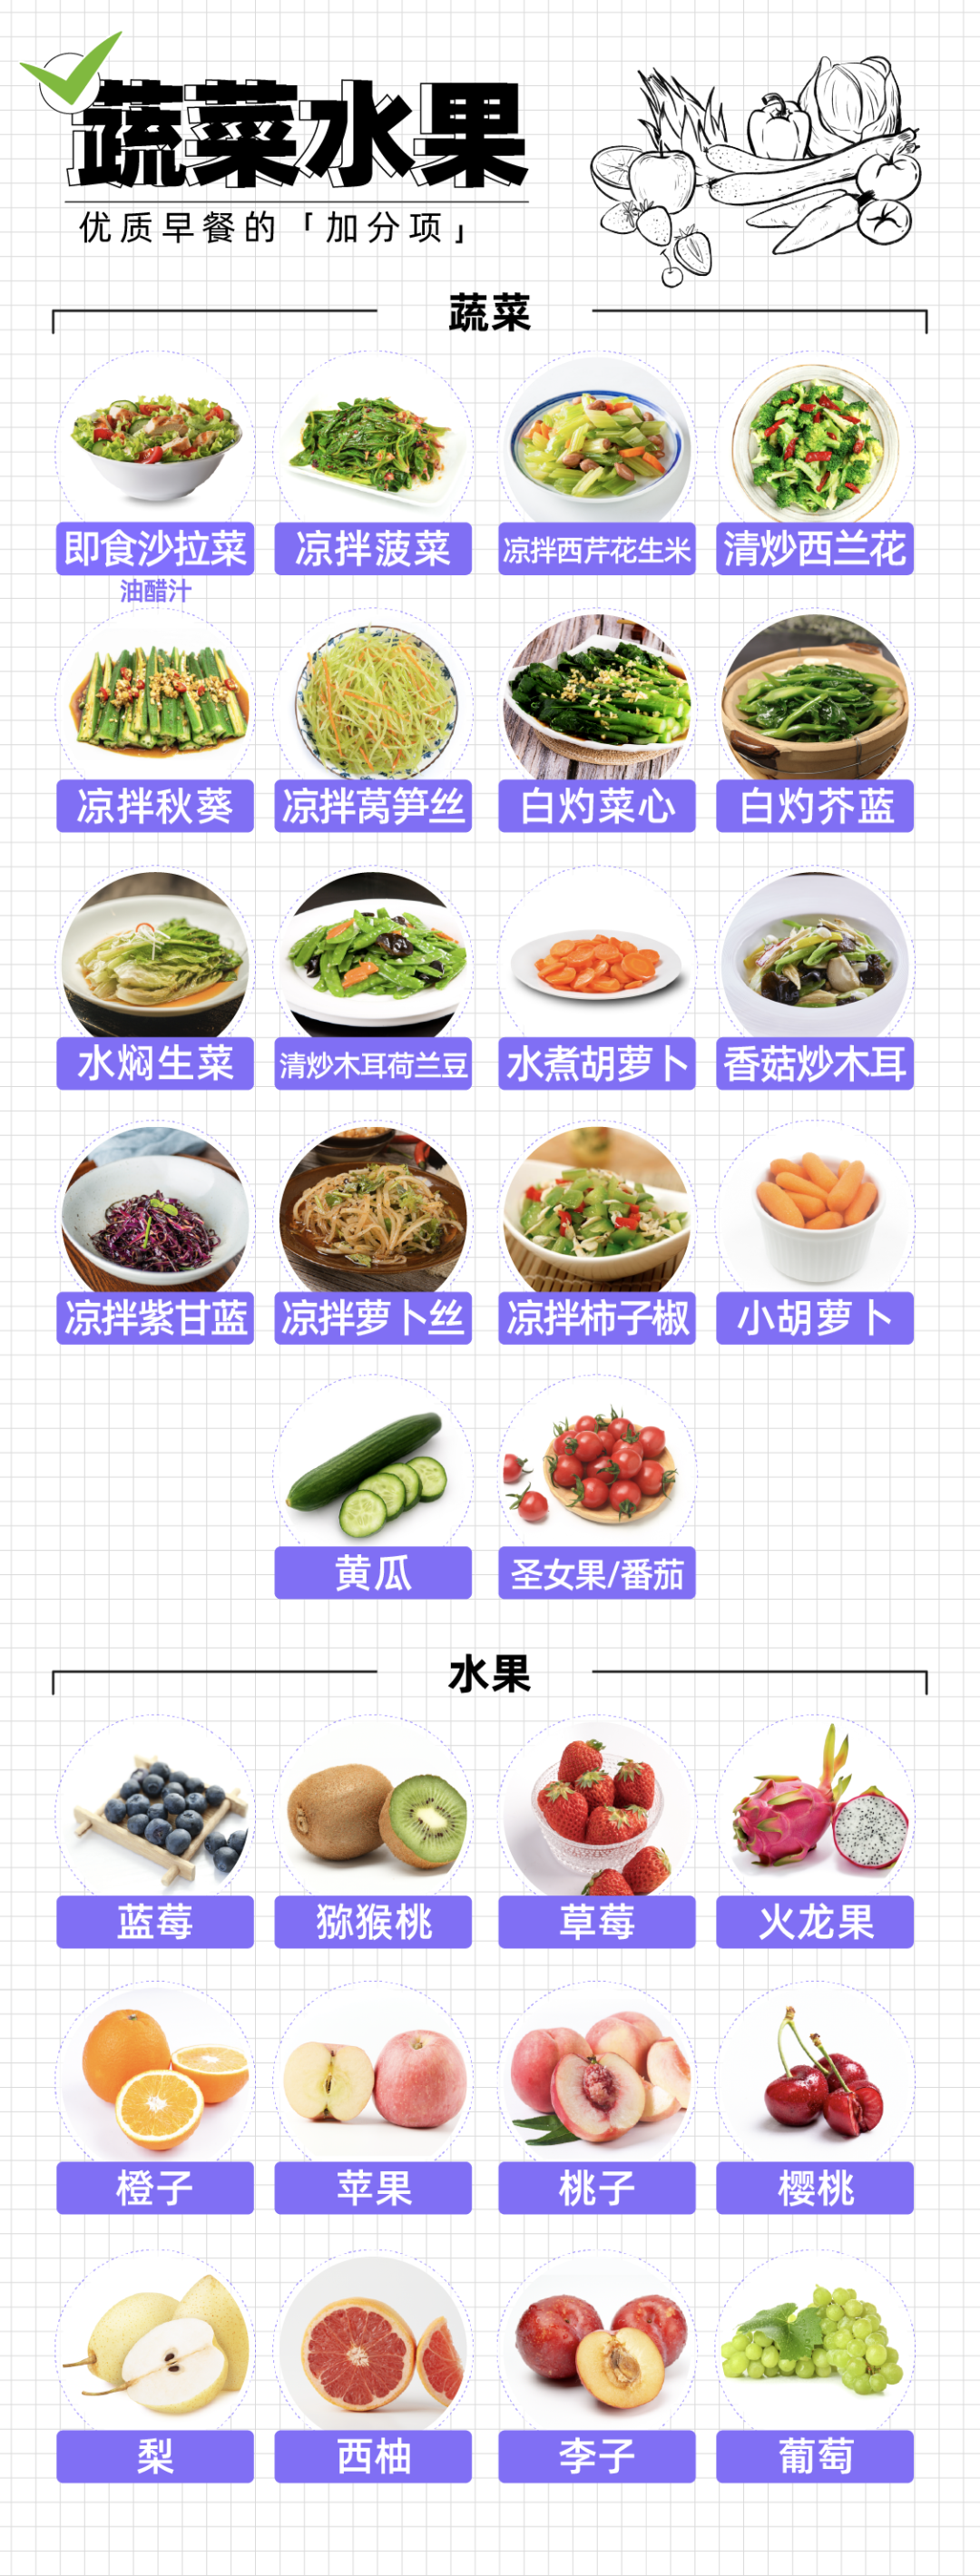 蔬菜水果
优质早餐的「加分项」
蔬菜
即食沙拉菜
油醋汁
凉拌菠菜
凉拌西芹花生米
清炒西兰花
凉拌秋葵
凉拌莴笋丝
白灼菜心
白灼芥蓝
水焖生菜
清炒木耳荷兰豆
水煮胡萝卜
香菇炒木耳
凉拌紫甘蓝
凉拌萝卜丝
凉拌柿子椒
小胡萝卜
黄瓜
圣女果/番茄
水果
蓝莓
猕猴桃
草莓
火龙果
橙子
苹果
桃子
樱桃
梨
西柚
李子
葡萄